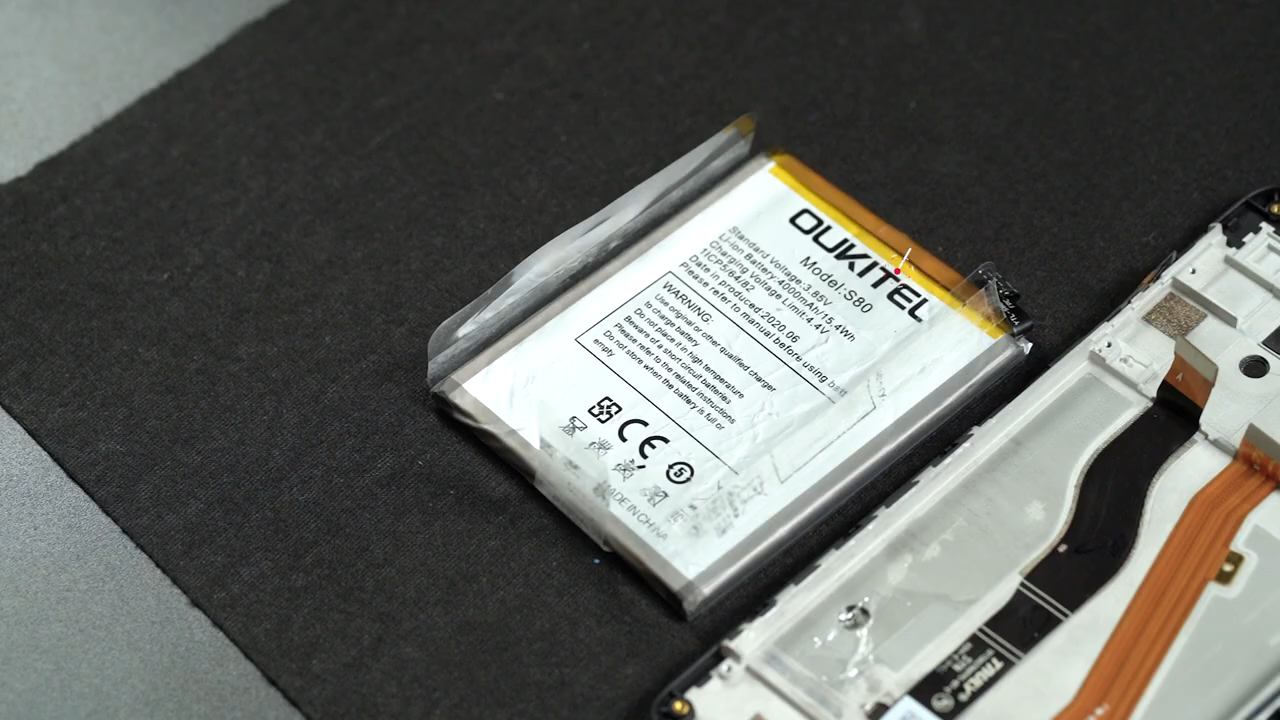 OUKITEL
Model:S80
Standard Voltage:3.85V
Li-ion Battery:4000mAh/15.4Wh
Charging Voltage Limit:4.4V
1ICP5/64/82
Date in produced:2020.06
Please refer to manual before using
WARNING:
Use original or other qualified charger
to charge battery
Do not place it in high temperature
Beware of a short circuit batteries
Please refer to the related instructions
Do not store when the battery is full or
empty
CE
5
MADE IN CHINA
TRULY
A